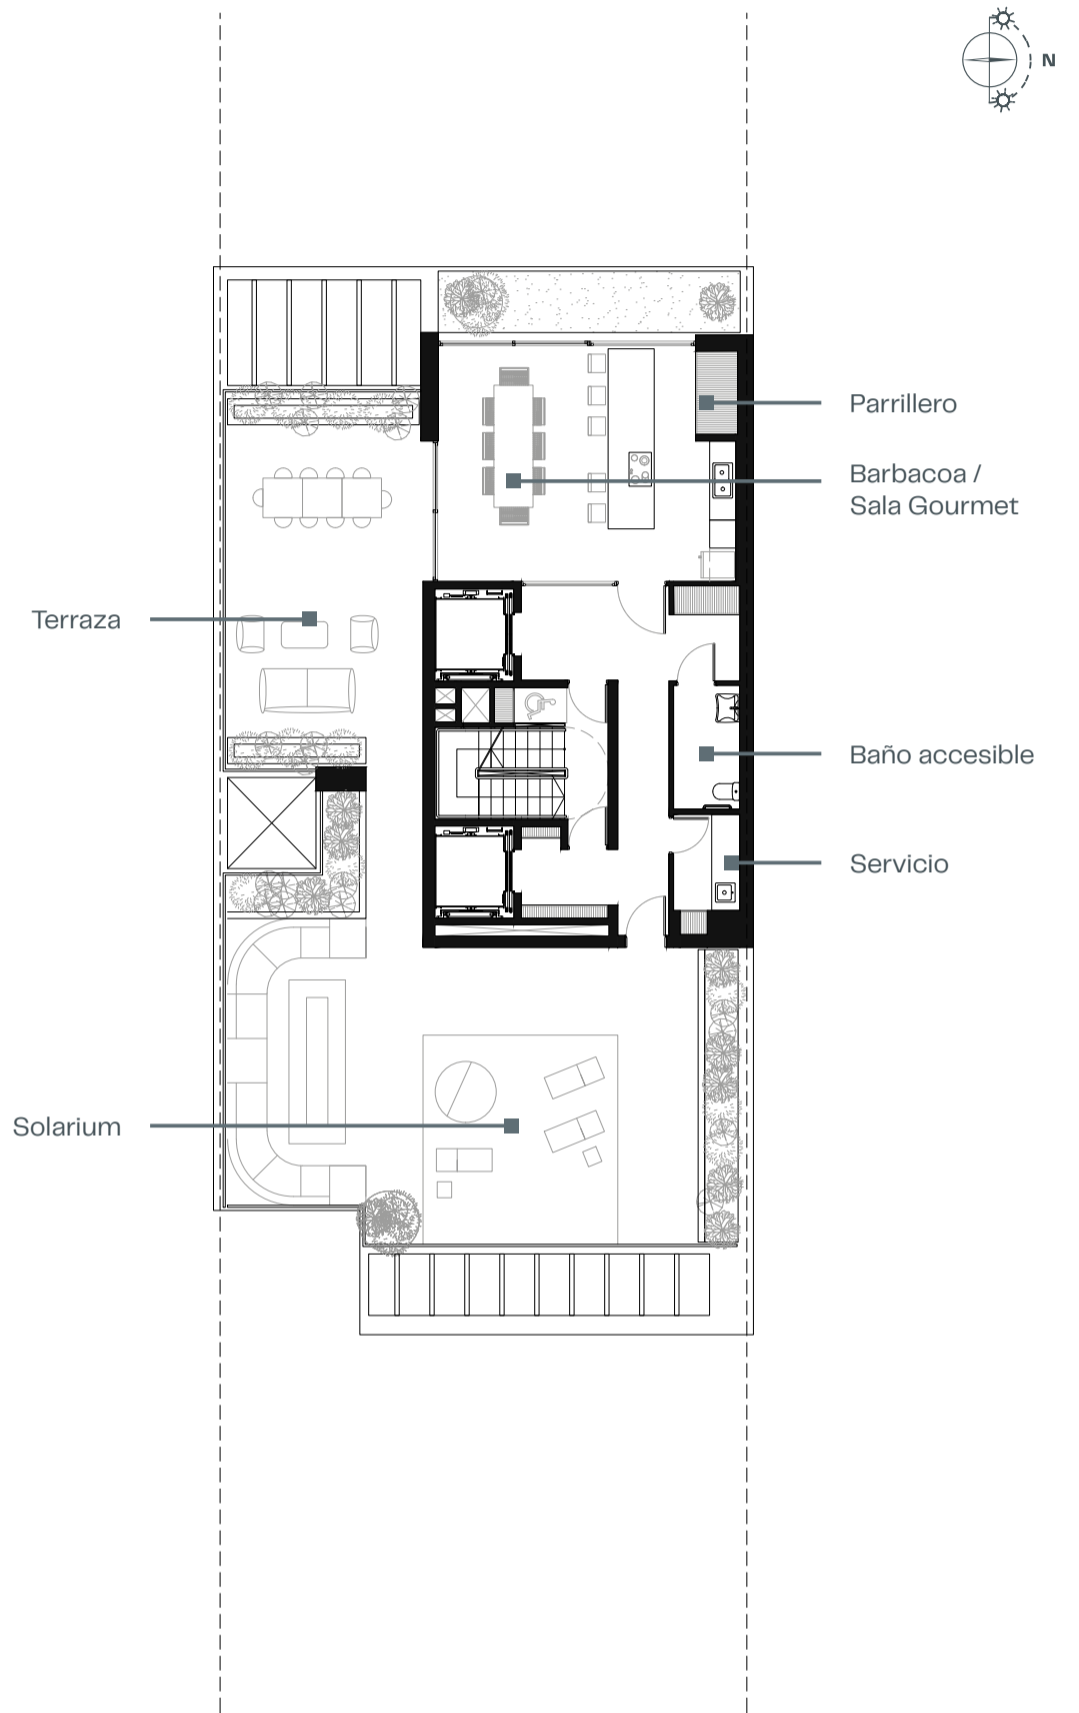 N
Parrillero
Barbacoa /
Sala Gourmet
Terraza
Baño accesible
Servicio
Solarium